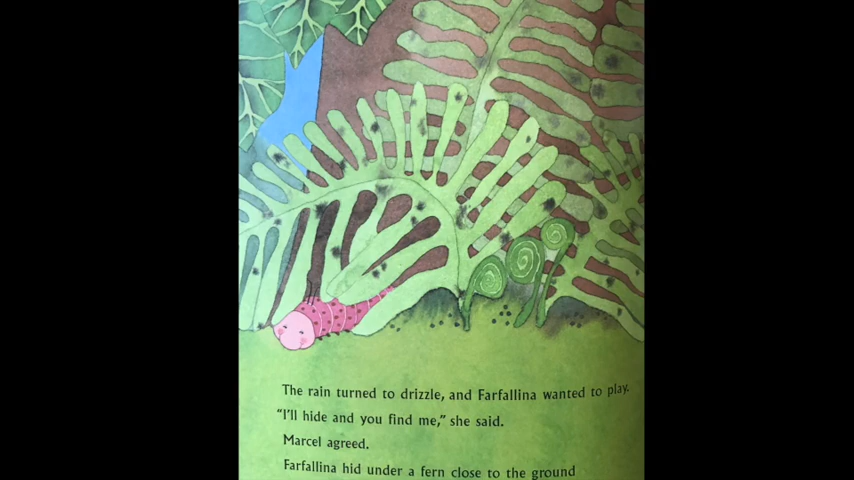 The rain turned to drizzle, and Farfallina wanted to play.
"I'll hide and you find me," she said.
Marcel agreed.
Farfallina hid under a fern close to the ground